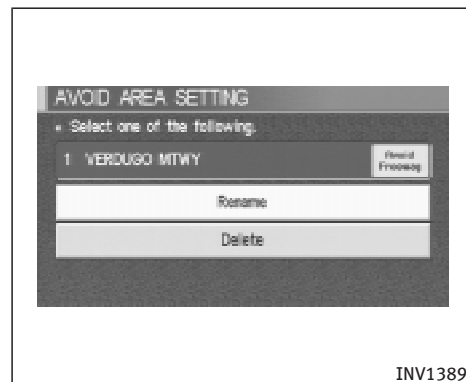 AVOID AREA SETTING
• Select one of the following.
1 VERDUGO MTWY
Avoid
Freeway
Rename
Delete
INV1389